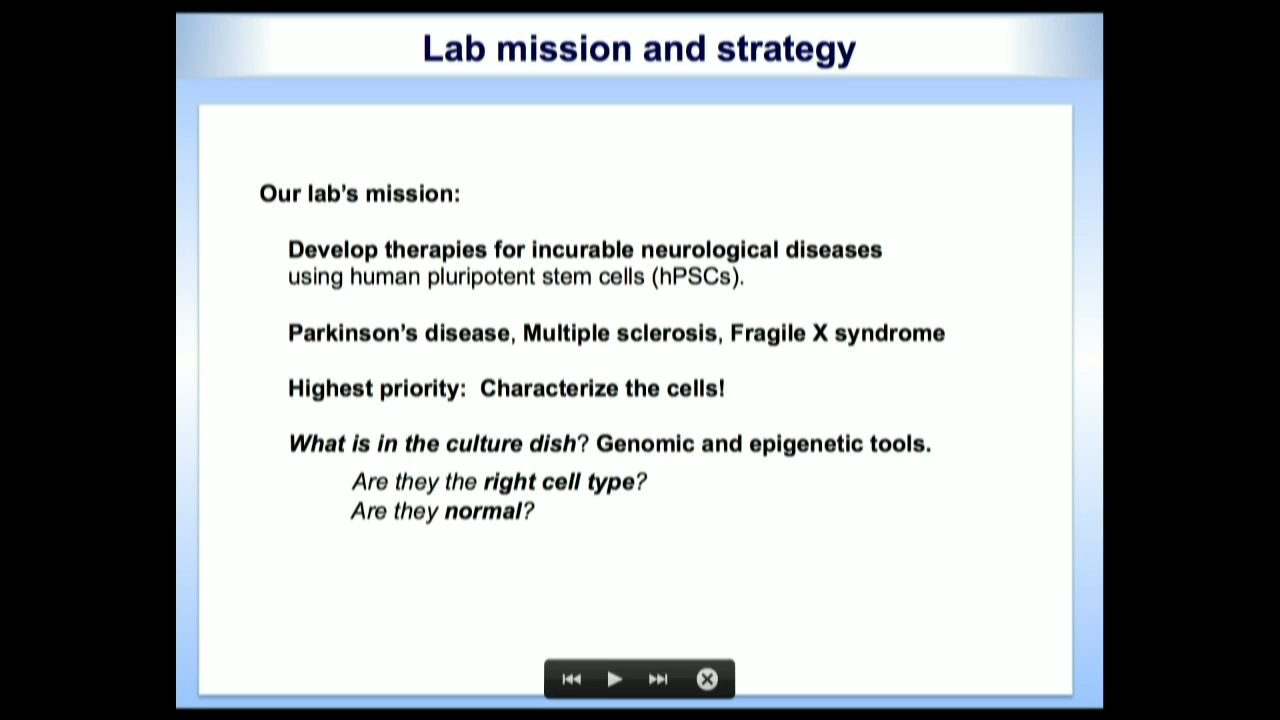 Lab mission and strategy
Our lab’s mission:
Develop therapies for incurable neurological diseases
using human pluripotent stem cells (hPSCs).
Parkinson’s disease, Multiple sclerosis, Fragile X syndrome
Highest priority:  Characterize the cells!
What is in the culture dish? Genomic and epigenetic tools.
Are they the right cell type?
Are they normal?